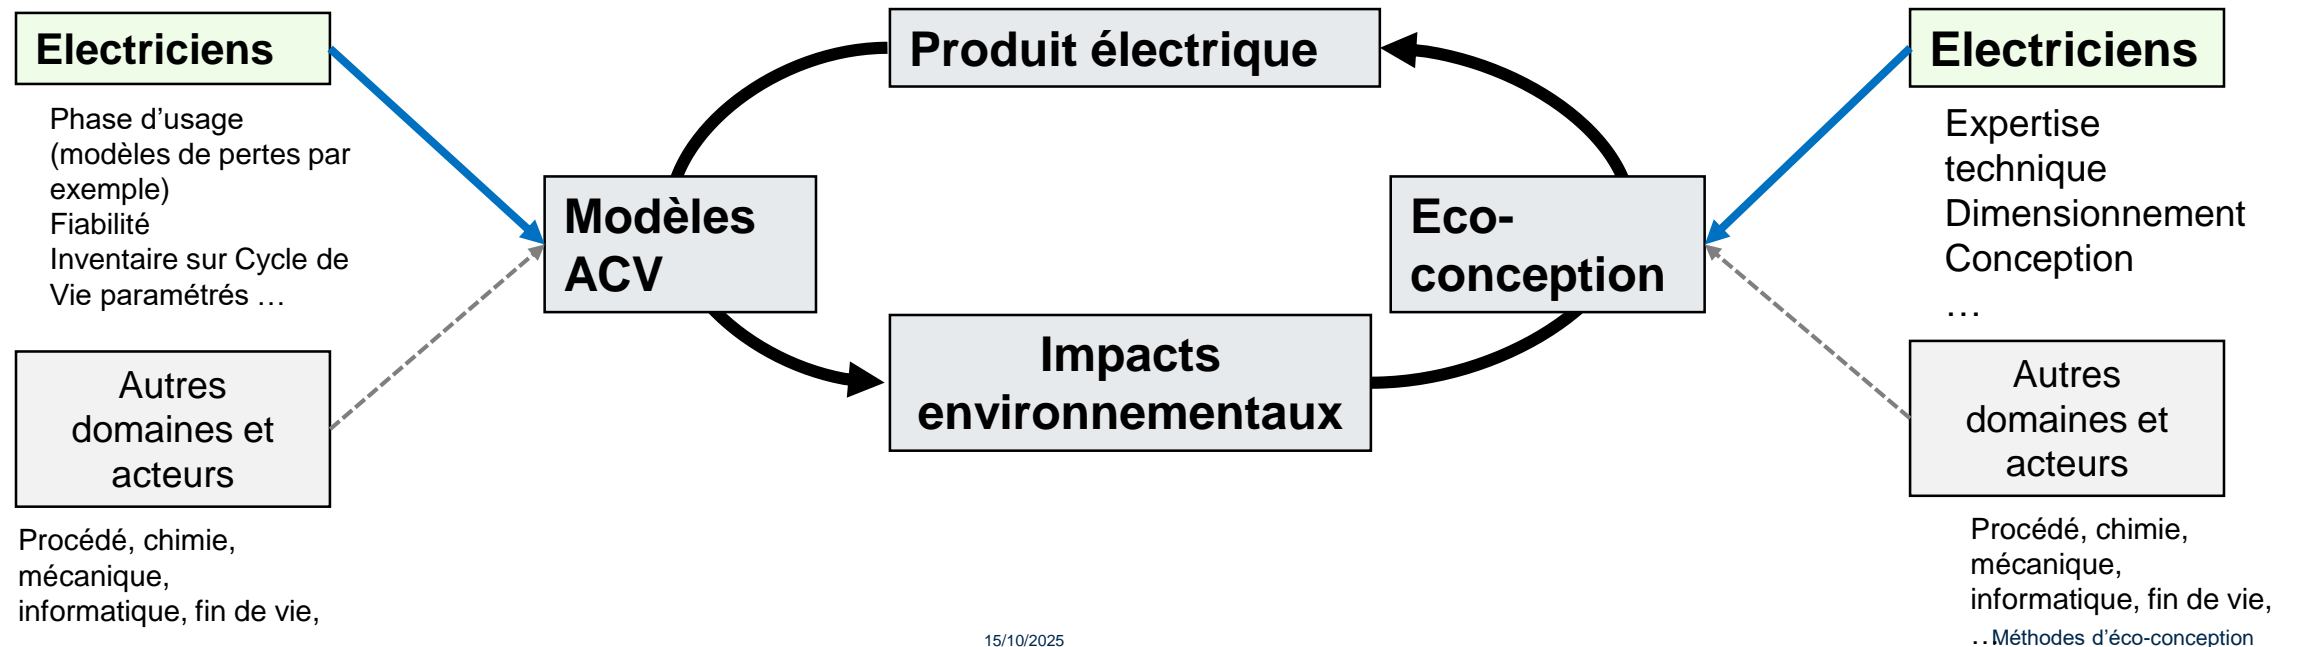 Electriciens
Phase d’usage
(modèles de pertes par
exemple)
Fiabilité
Inventaire sur Cycle de
Vie paramétrés …
Autres
domaines et
acteurs
Procédé, chimie,
mécanique,
informatique, fin de vie,
Produit électrique
Modèles
ACV
Eco-
conception
Impacts
environnementaux
Electriciens
Expertise
technique
Dimensionnement
Conception
…
Autres
domaines et
acteurs
Procédé, chimie,
mécanique,
informatique, fin de vie,
…
15/10/2025
Méthodes d’éco-conception